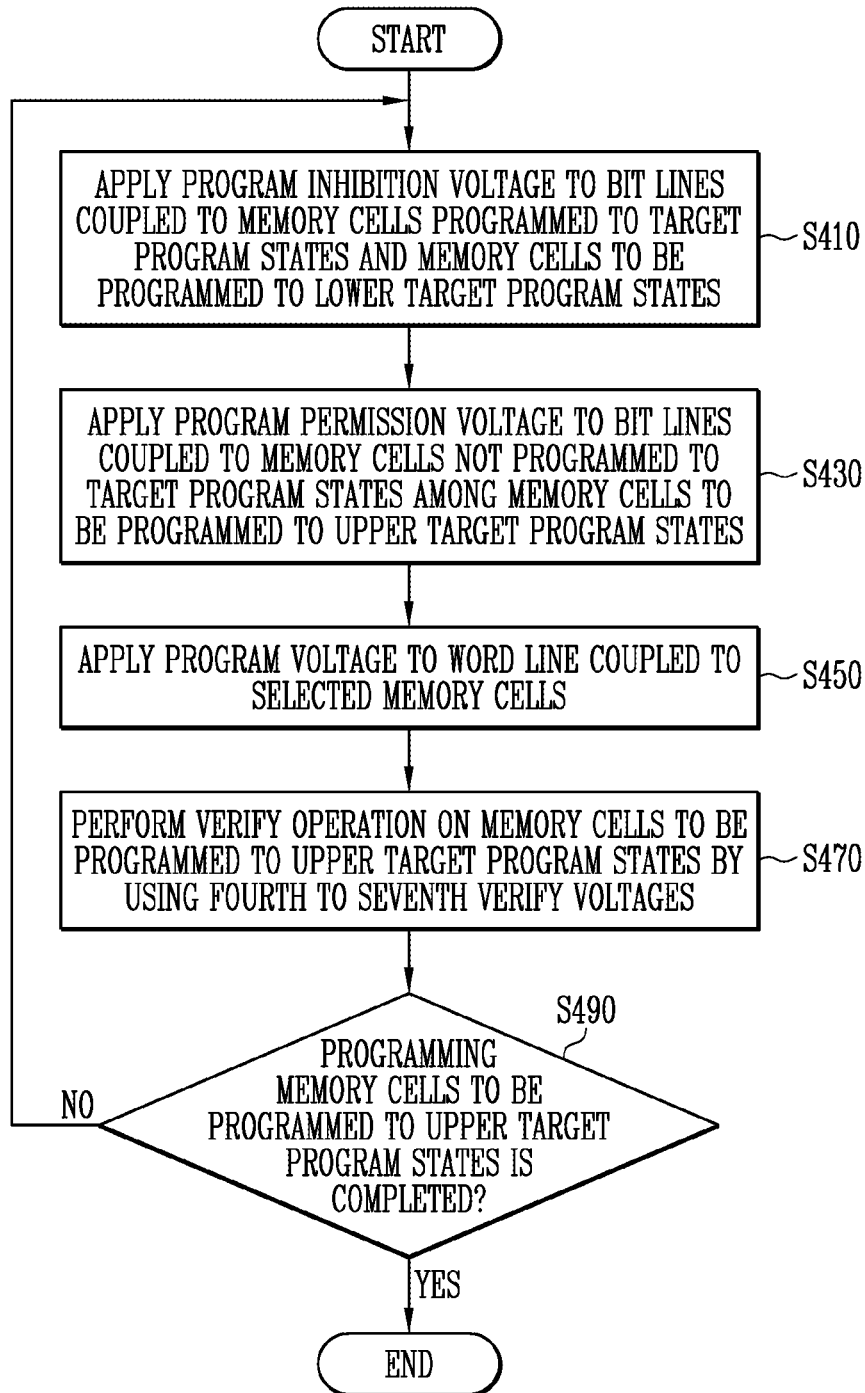 START
APPLY PROGRAM INHIBITION VOLTAGE TO BIT LINES
COUPLED TO MEMORY CELLS PROGRAMMED TO TARGET
PROGRAM STATES AND MEMORY CELLS TO BE
PROGRAMMED TO LOWER TARGET PROGRAM STATES
S410
APPLY PROGRAM PERMISSION VOLTAGE TO BIT LINES
COUPLED TO MEMORY CELLS NOT PROGRAMMED TO
TARGET PROGRAM STATES AMONG MEMORY CELLS TO
BE PROGRAMMED TO UPPER TARGET PROGRAM STATES
S430
APPLY PROGRAM VOLTAGE TO WORD LINE COUPLED TO
SELECTED MEMORY CELLS
S450
PERFORM VERIFY OPERATION ON MEMORY CELLS TO BE
PROGRAMMED TO UPPER TARGET PROGRAM STATES BY
USING FOURTH TO SEVENTH VERIFY VOLTAGES
S470
S490
PROGRAMMING
MEMORY CELLS TO BE
PROGRAMMED TO UPPER TARGET
PROGRAM STATES IS
COMPLETED?
NO
YES
END